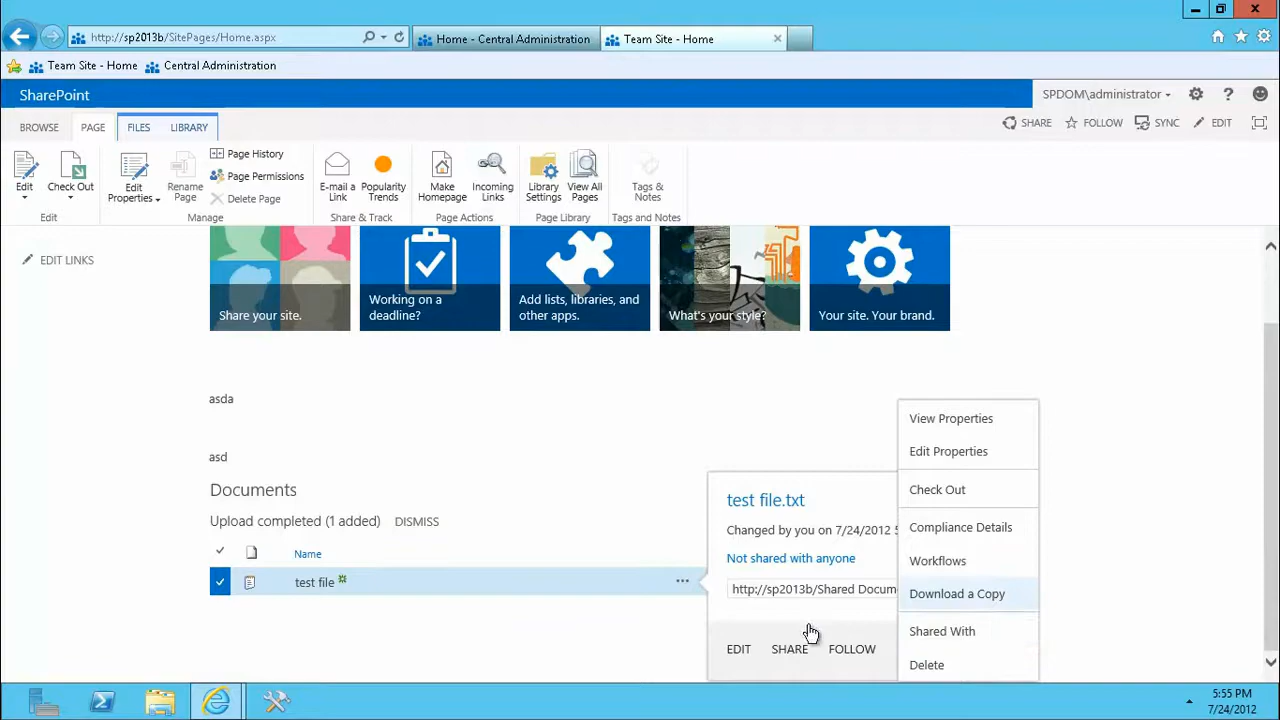 http://sp2013b/SitePages/Home.aspx
Home - Central Administration
Team Site - Home
Team Site - Home
Central Administration
SharePoint
SPDOM\administrator
?
BROWSE
PAGE
FILES
LIBRARY
SHARE
FOLLOW
SYNC
EDIT
Edit
Check Out
Edit
Properties
Rename
Page
Page History
Page Permissions
Delete Page
E-mail a
Link
Popularity
Trends
Make
Homepage
Incoming
Links
Library
Settings
View All
Pages
Tags &
Notes
Edit
Manage
Share & Track
Page Actions
Page Library
Tags and Notes
EDIT LINKS
Share your site.
Working on a
deadline?
Add lists, libraries, and
other apps.
What's your style?
Your site. Your brand.
asda
asd
Documents
Upload completed (1 added)
DISMISS
Name
test file
test file.txt
Changed by you on 7/24/2012
Not shared with anyone
http://sp2013b/Shared Docum
EDIT
SHARE
FOLLOW
View Properties
Edit Properties
Check Out
Compliance Details
Workflows
Download a Copy
Shared With
Delete
5:55 PM
7/24/2012